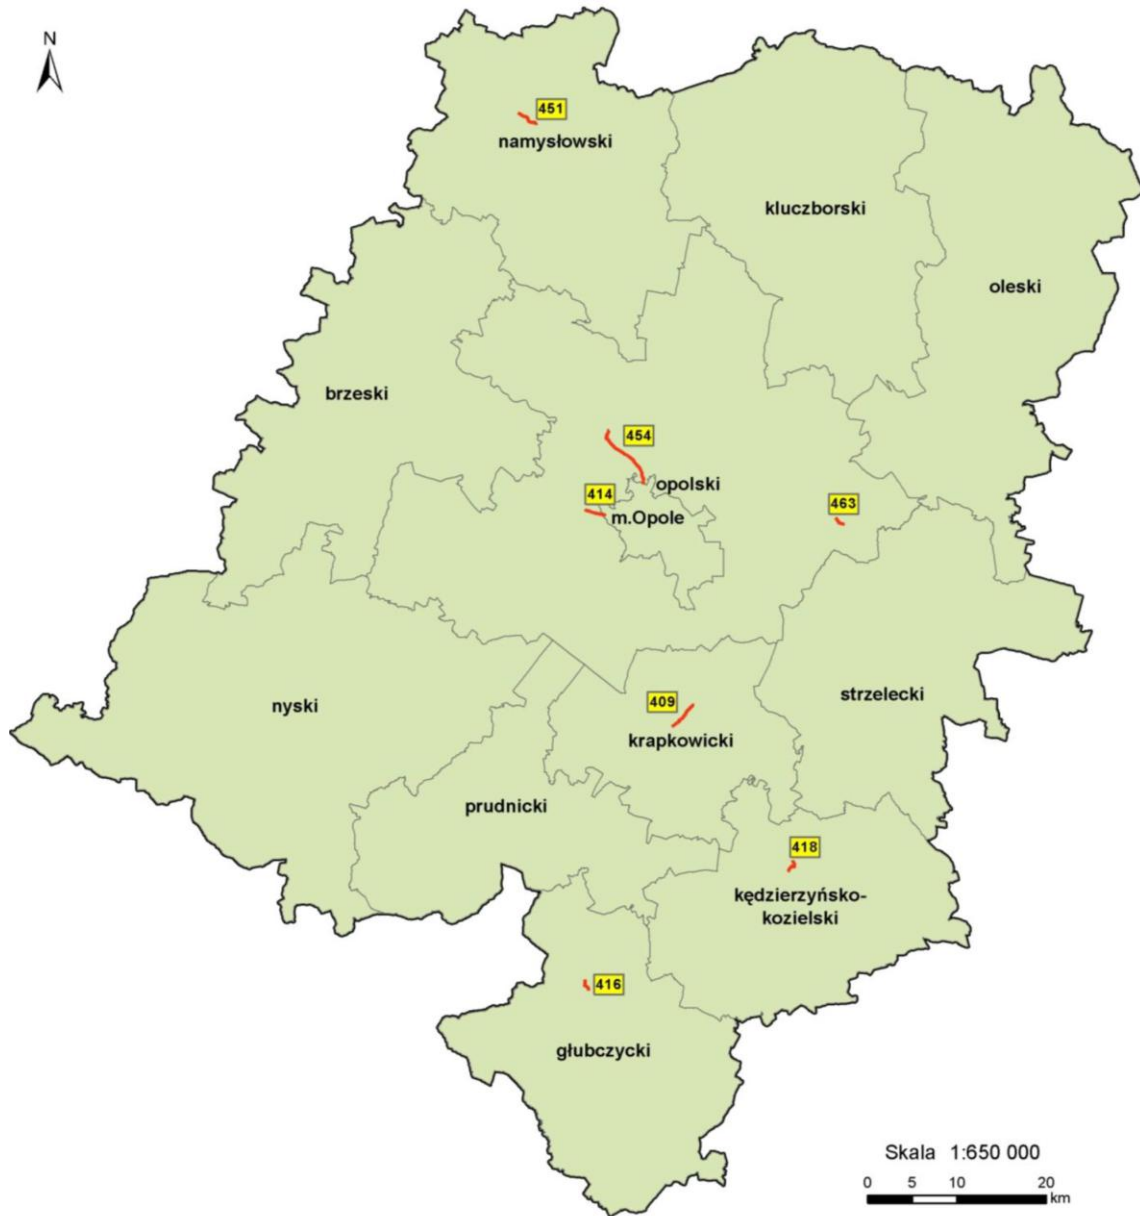 N
451
namysłowski
kluczborski
oleski
brzeski
454
opolski
414
m.Opole
463
nyski
409
krapkowicki
strzelecki
prudnicki
418
kędzierzyńsko-
kozielski
416
głubczycki
Skala 1:650 000
0 5 10 20
km